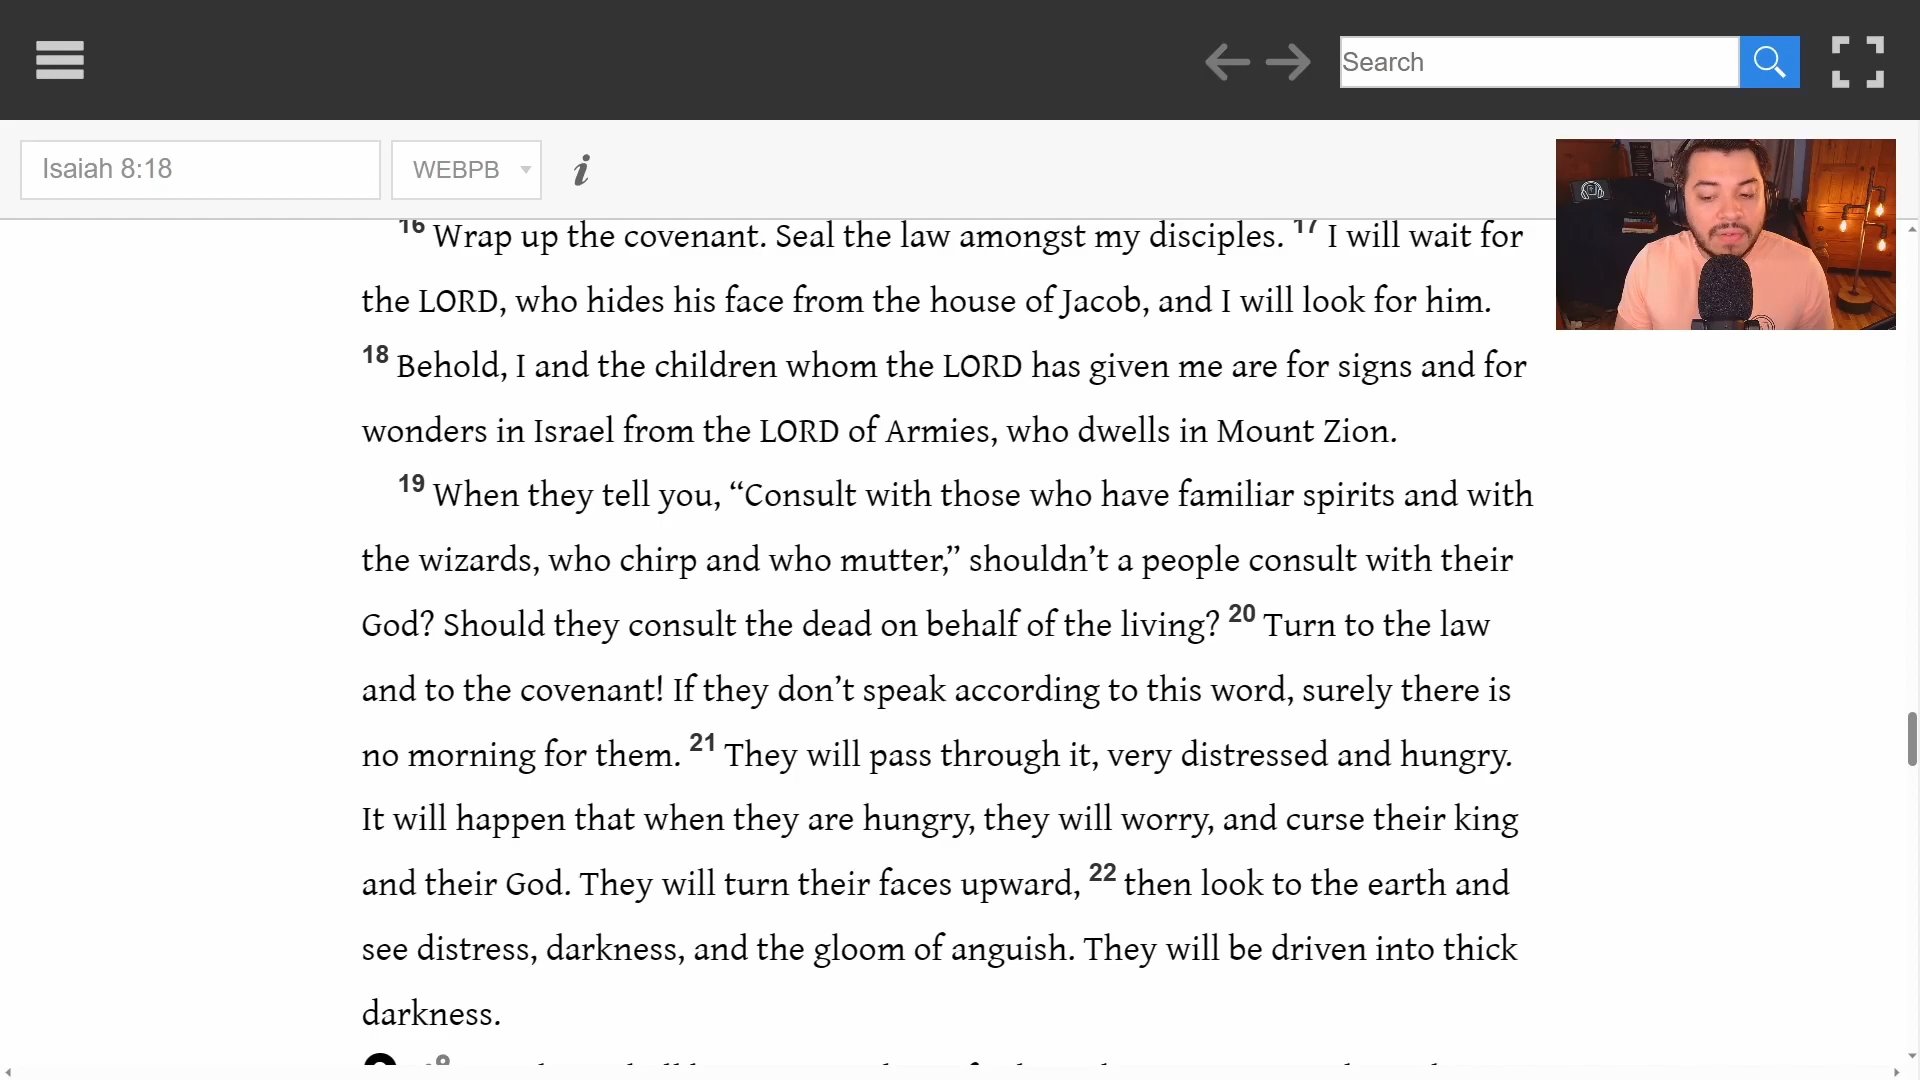 Search
Isaiah 8:18
WEBPB
i
16 Wrap up the covenant. Seal the law amongst my disciples. 17 I will wait for
the LORD, who hides his face from the house of Jacob, and I will look for him.
18 Behold, I and the children whom the LORD has given me are for signs and for
wonders in Israel from the LORD of Armies, who dwells in Mount Zion.
19 When they tell you, “Consult with those who have familiar spirits and with
the wizards, who chirp and who mutter,” shouldn’t a people consult with their
God? Should they consult the dead on behalf of the living? 20 Turn to the law
and to the covenant! If they don’t speak according to this word, surely there is
no morning for them. 21 They will pass through it, very distressed and hungry.
It will happen that when they are hungry, they will worry, and curse their king
and their God. They will turn their faces upward, 22 then look to the earth and
see distress, darkness, and the gloom of anguish. They will be driven into thick
darkness.